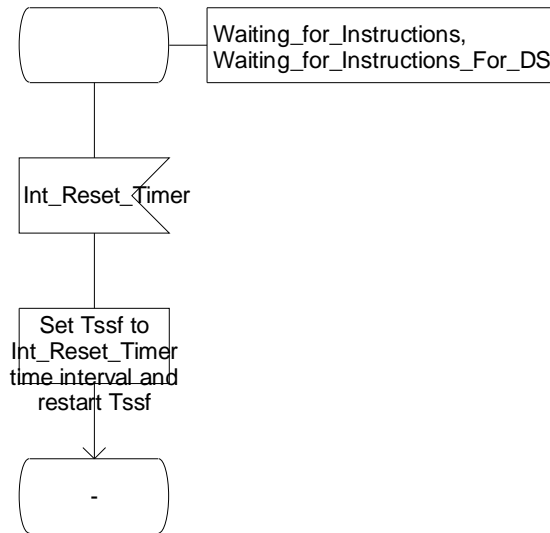 Waiting_for_Instructions,
Waiting_for_Instructions_For_DS
Int_Reset_Timer
Set Tssf to
Int_Reset_Timer
time interval and
restart Tssf
-